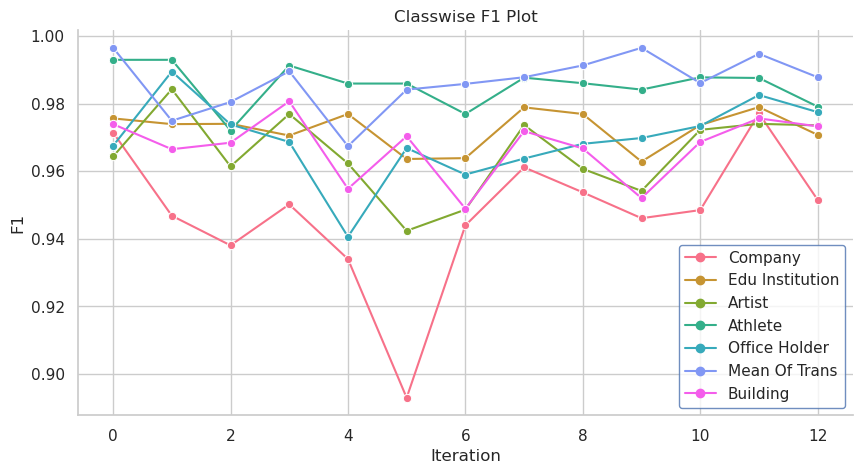 Classwise F1 Plot
1.00
0.98
0.96
0.94
0.92
0.90
F1
0 2 4 6 8 10 12
Iteration
Company
Edu Institution
Artist
Athlete
Office Holder
Mean Of Trans
Building